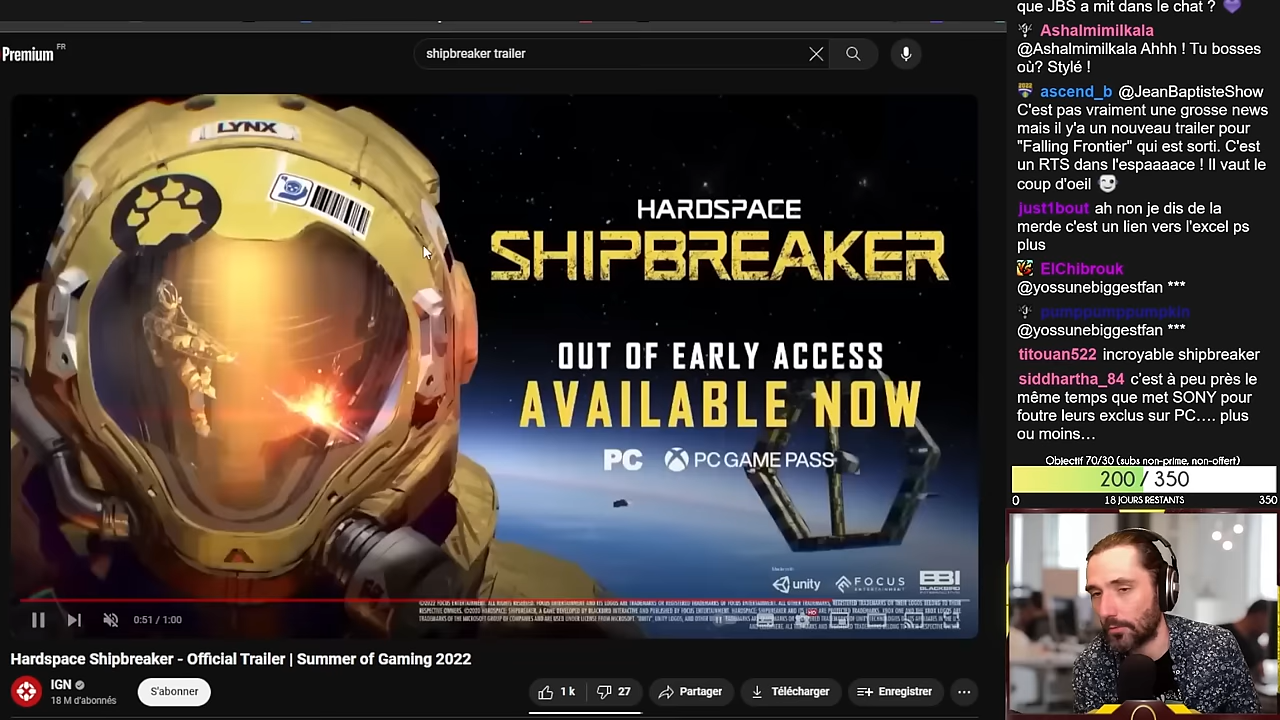 Premium FR
shipbreaker trailer
LYNX
HARDSPACE
SHIPBREAKER
OUT OF EARLY ACCESS
AVAILABLE NOW
PC PC GAME PASS
Made with
unity FOCUS ENTERTAINMENT BBI BLACKBIRD
0:51 / 1:00
Hardspace Shipbreaker - Official Trailer | Summer of Gaming 2022
IGN
18 M d'abonnés
S'abonner
1 k
27
Partager
Télécharger
Enregistrer
que JBS a mit dans le chat ?
Ashalmimilkala
@Ashalmimilkala Ahhh ! Tu bosses
où? Stylé !
ascend_b @JeanBaptisteShow
C'est pas vraiment une grosse news
mais il y'a un nouveau trailer pour
"Falling Frontier" qui est sorti. C'est
un RTS dans l'espaaaace ! Il vaut le
coup d'oeil
just1bout ah non je dis de la
merde c'est un lien vers l'excel ps
plus
ElChibrouk
@yossunebiggestfan ***
pumppumppumpkin
@yossunebiggestfan ***
titouan522 incroyable shipbreaker
siddhartha_84 c'est à peu près le
même temps que met SONY pour
foutre leurs exclus sur PC…. plus
ou moins…
Objectif 70/30 (subs non-prime, non-offert)
200 / 350
0 18 JOURS RESTANTS 350